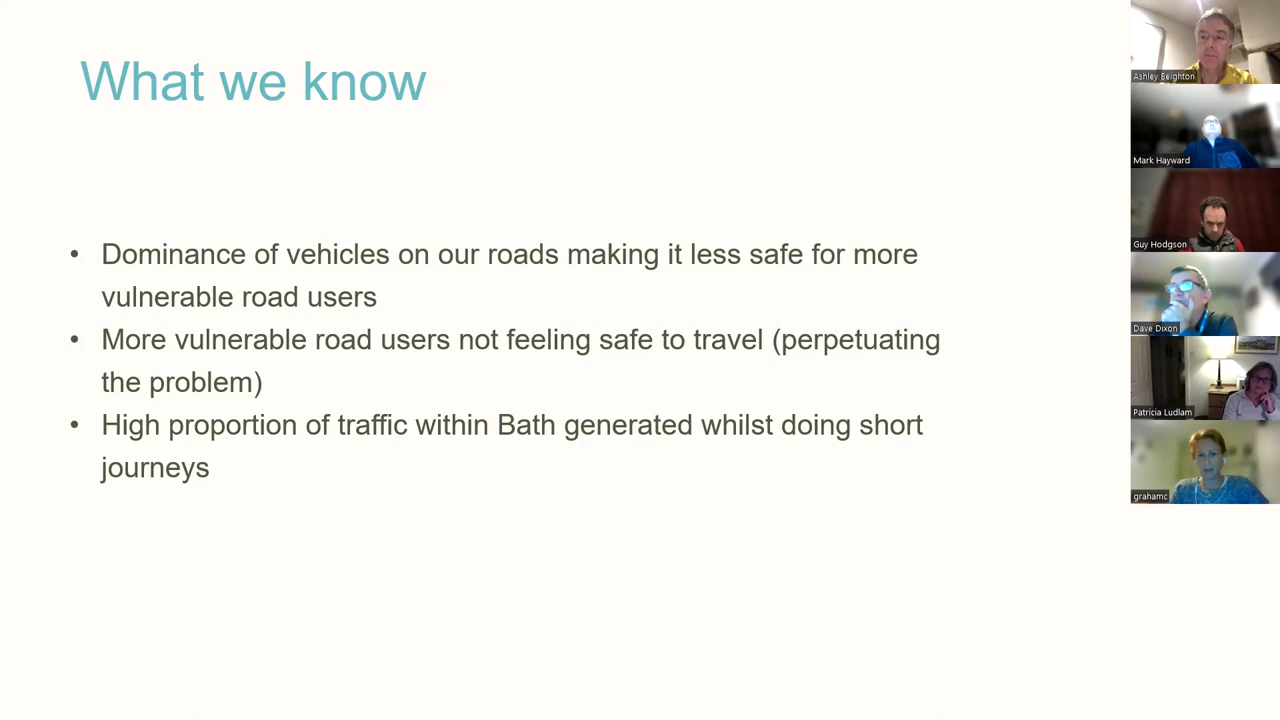 What we know
• Dominance of vehicles on our roads making it less safe for more
vulnerable road users
• More vulnerable road users not feeling safe to travel (perpetuating
the problem)
• High proportion of traffic within Bath generated whilst doing short
journeys
Ashley Beighton
Mark Hayward
Guy Hodgson
Dave Dixon
Patricia Ludlam
grahamc